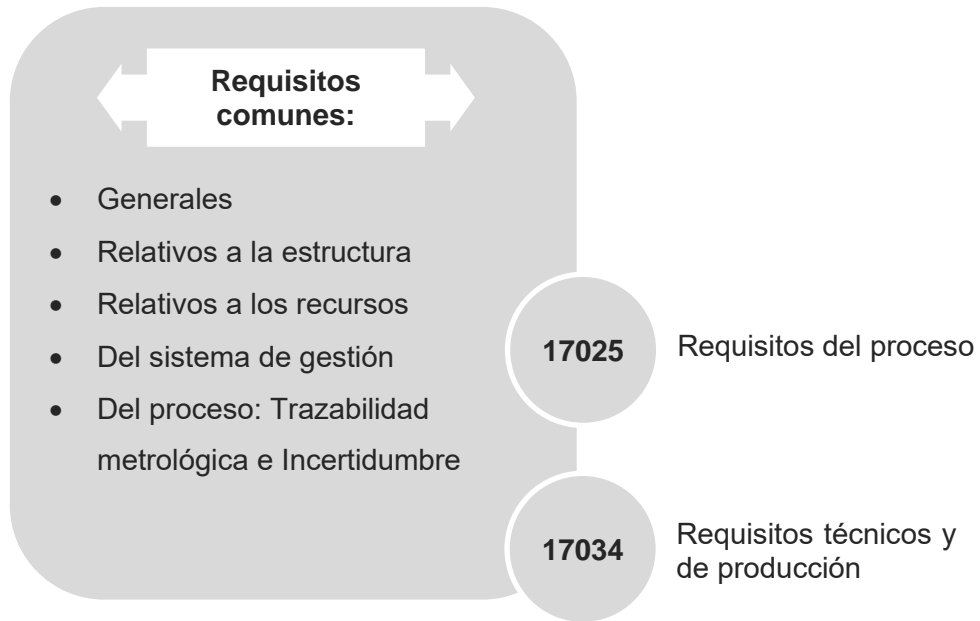 Requisitos
comunes:
• Generales
• Relativos a la estructura
• Relativos a los recursos
• Del sistema de gestión
• Del proceso: Trazabilidad
metrológica e Incertidumbre
17025
Requisitos del proceso
17034
Requisitos técnicos y
de producción